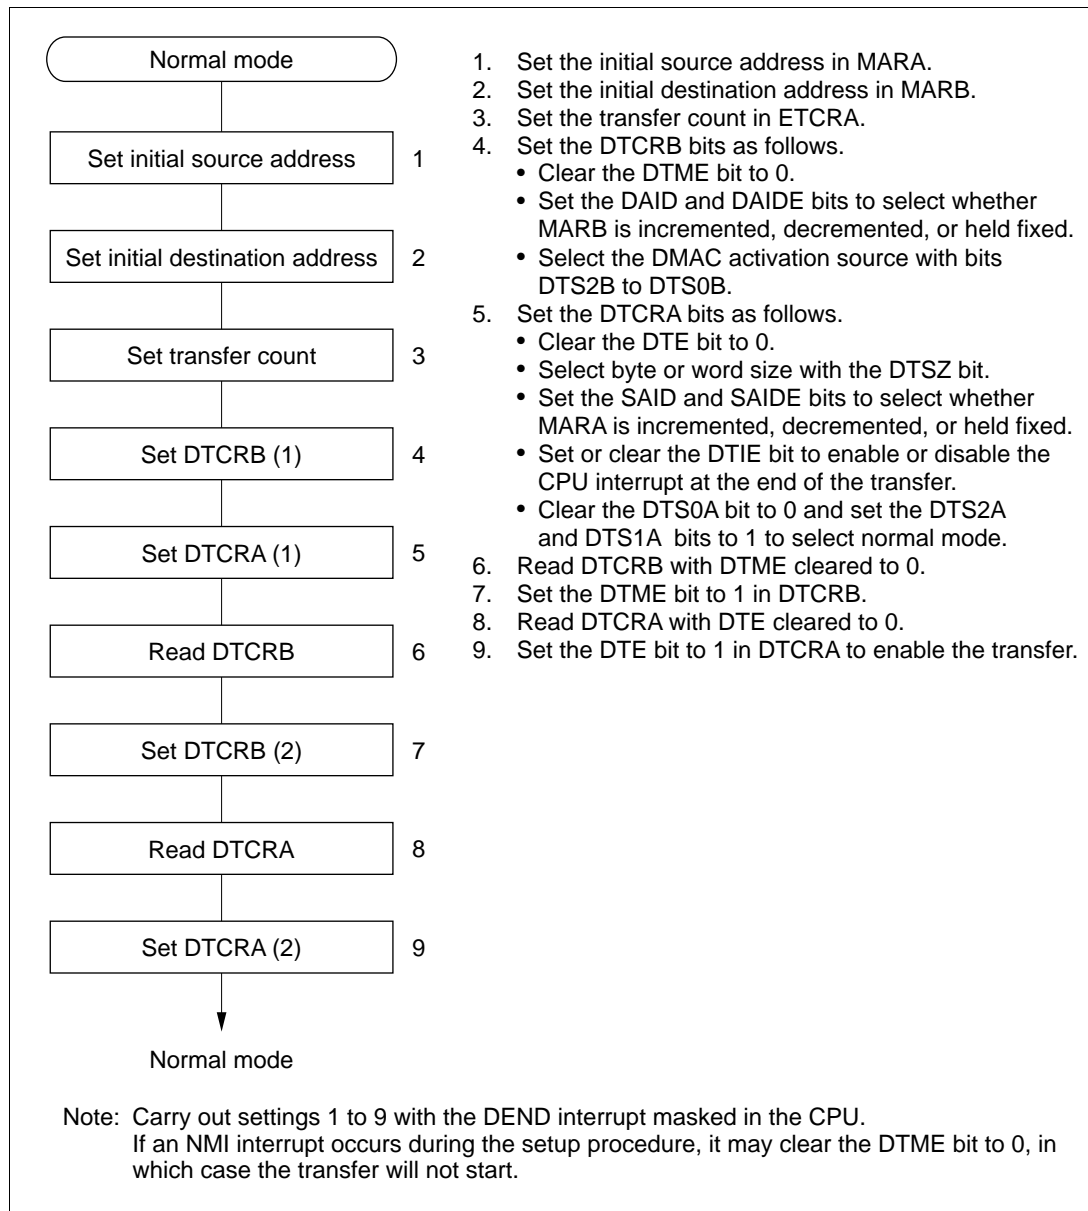 Normal mode
Set initial source address 1
Set initial destination address 2
Set transfer count 3
Set DTCRB (1) 4
Set DTCRA (1) 5
Read DTCRB 6
Set DTCRB (2) 7
Read DTCRA 8
Set DTCRA (2) 9
Normal mode
1. Set the initial source address in MARA.
2. Set the initial destination address in MARB.
3. Set the transfer count in ETCRA.
4. Set the DTCRB bits as follows.
• Clear the DTME bit to 0.
• Set the DAID and DAIDE bits to select whether
MARB is incremented, decremented, or held fixed.
• Select the DMAC activation source with bits
DTS2B to DTS0B.
5. Set the DTCRA bits as follows.
• Clear the DTE bit to 0.
• Select byte or word size with the DTSZ bit.
• Set the SAID and SAIDE bits to select whether
MARA is incremented, decremented, or held fixed.
• Set or clear the DTIE bit to enable or disable the
CPU interrupt at the end of the transfer.
• Clear the DTS0A bit to 0 and set the DTS2A
and DTS1A bits to 1 to select normal mode.
6. Read DTCRB with DTME cleared to 0.
7. Set the DTME bit to 1 in DTCRB.
8. Read DTCRA with DTE cleared to 0.
9. Set the DTE bit to 1 in DTCRA to enable the transfer.
Note: Carry out settings 1 to 9 with the DEND interrupt masked in the CPU.
If an NMI interrupt occurs during the setup procedure, it may clear the DTME bit to 0, in
which case the transfer will not start.